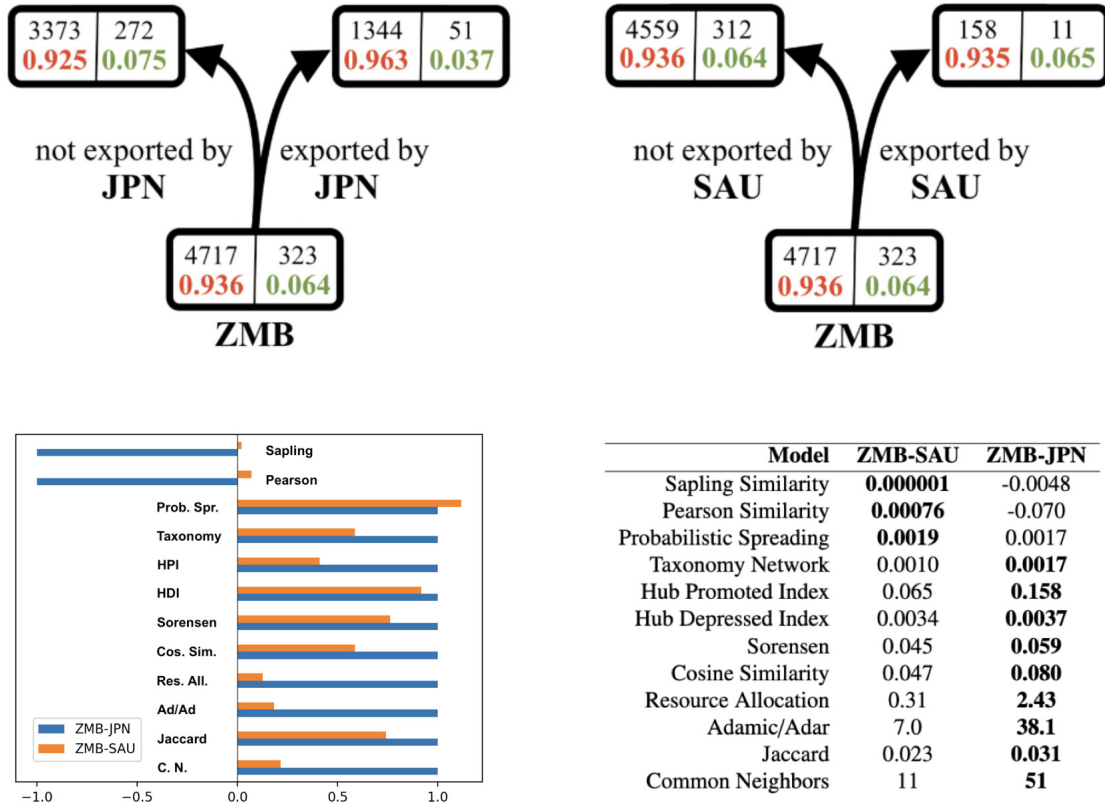 3373 272
0.925 0.075
1344 51
0.963 0.037
not exported by
JPN
exported by
JPN
4717 323
0.936 0.064
ZMB
4559 312
0.936 0.064
158 11
0.935 0.065
not exported by
SAU
exported by
SAU
4717 323
0.936 0.064
ZMB
Sapling
Pearson
Prob. Spr.
Taxonomy
HPI
HDI
Sorensen
Cos. Sim.
Res. All.
Ad/Ad
Jaccard
C. N.
ZMB-JPN
ZMB-SAU
−1.0 −0.5 0.0 0.5 1.0
Model ZMB-SAU ZMB-JPN
Sapling Similarity 0.000001 -0.0048
Pearson Similarity 0.00076 -0.070
Probabilistic Spreading 0.0019 0.0017
Taxonomy Network 0.0010 0.0017
Hub Promoted Index 0.065 0.158
Hub Depressed Index 0.0034 0.0037
Sorensen 0.045 0.059
Cosine Similarity 0.047 0.080
Resource Allocation 0.31 2.43
Adamic/Adar 7.0 38.1
Jaccard 0.023 0.031
Common Neighbors 11 51